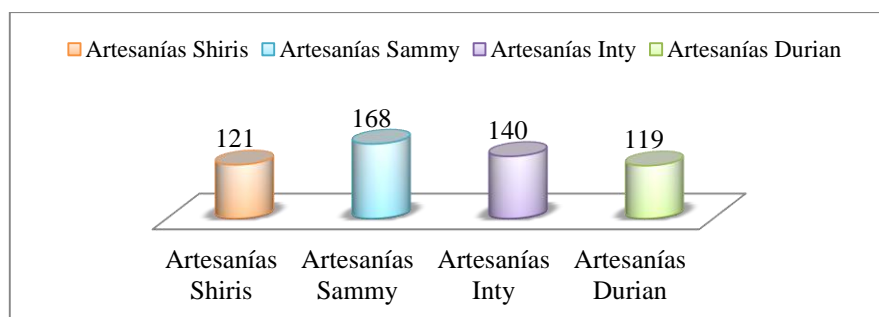 Artesanías Shiris Artesanías Sammy Artesanías Inty Artesanías Durian
121
168
140
119
Artesanías Shiris
Artesanías Sammy
Artesanías Inty
Artesanías Durian